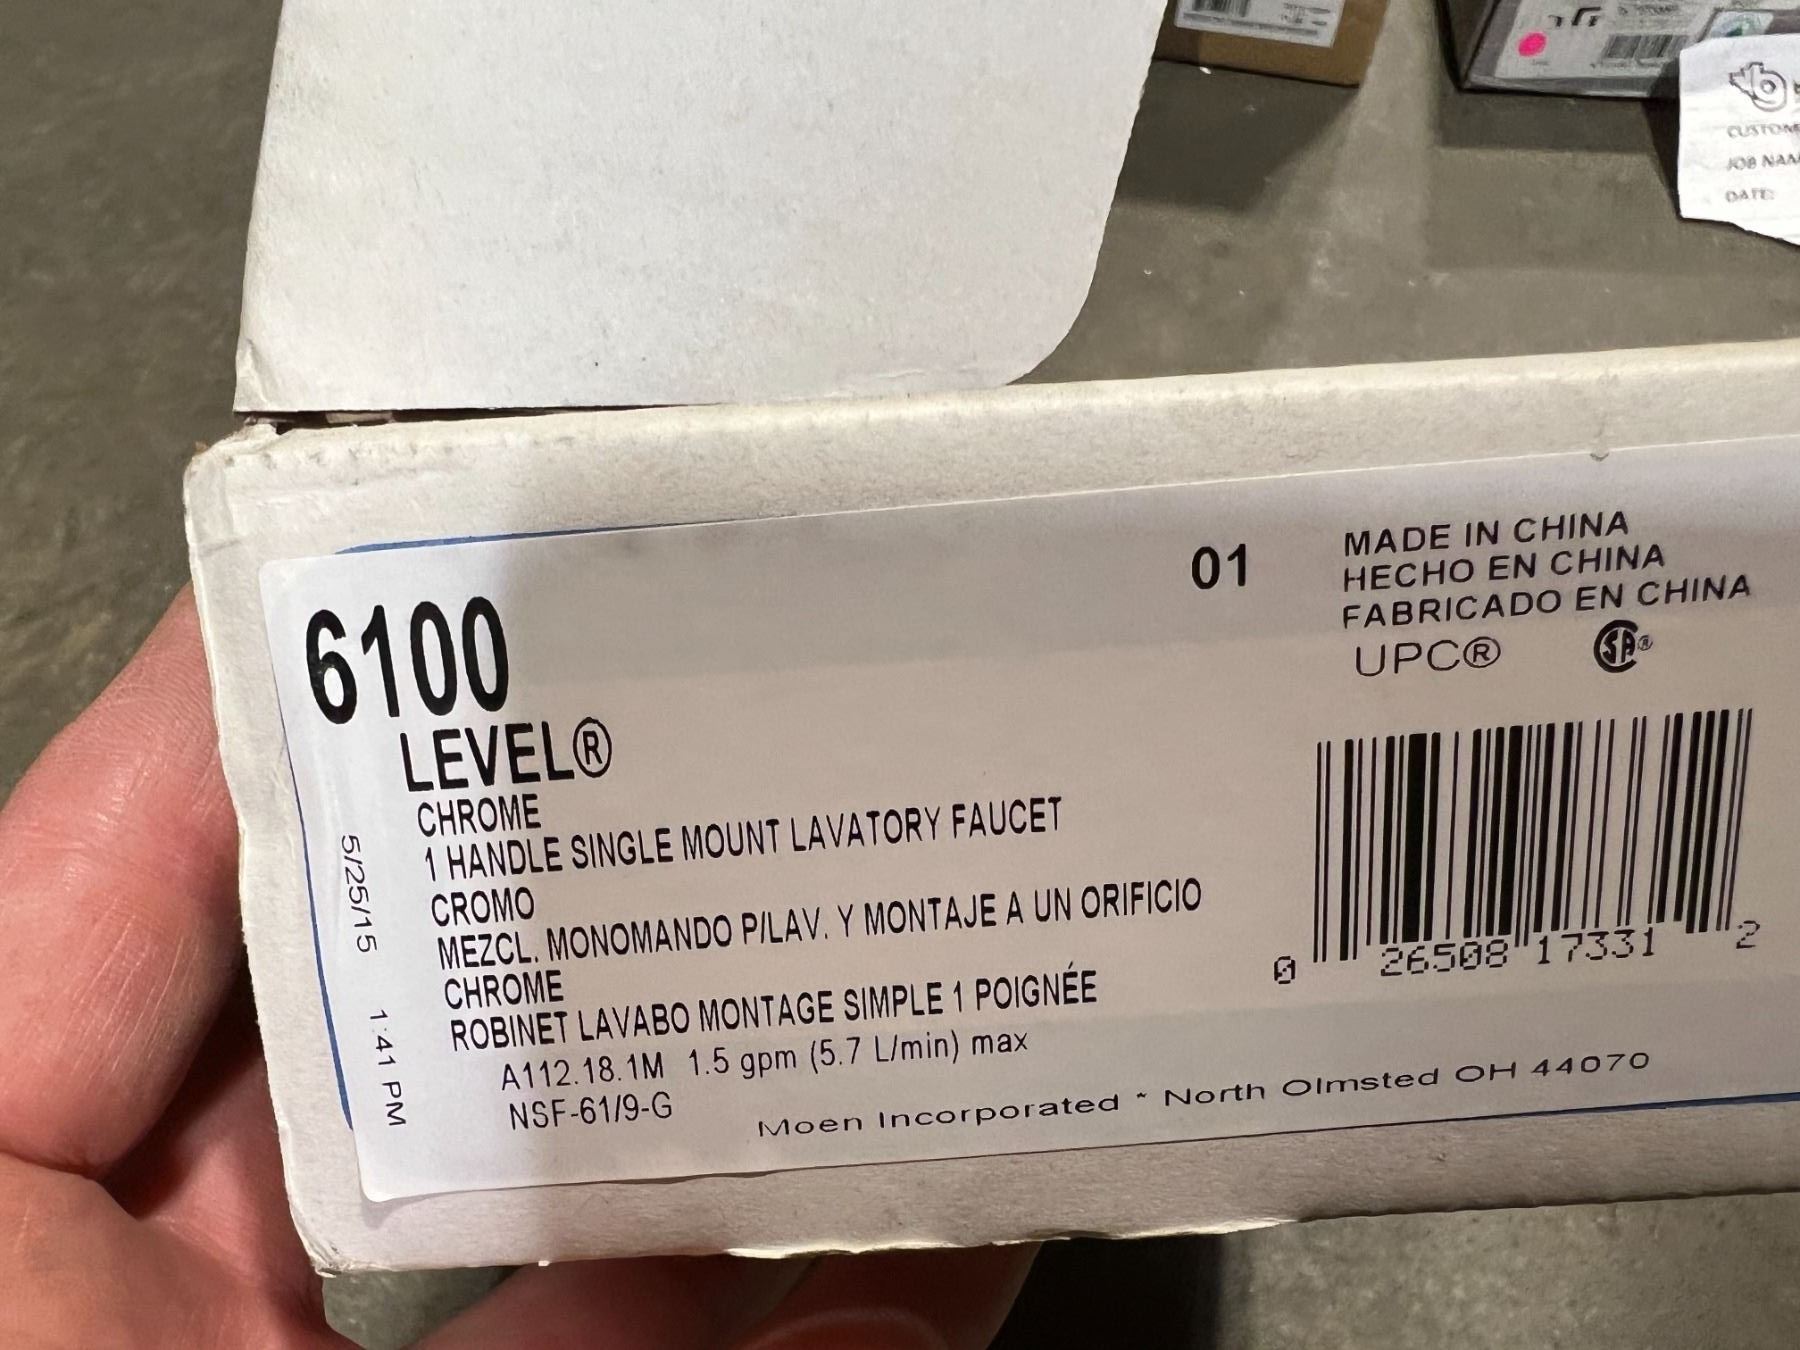 CUSTOM
JOB NAM
DATE:
6100
01
MADE IN CHINA
HECHO EN CHINA
FABRICADO EN CHINA
UPC®
SA®
LEVEL®
CHROME
1 HANDLE SINGLE MOUNT LAVATORY FAUCET
CROMO
MEZCL. MONOMANDO P/LAV. Y MONTAJE A UN ORIFICIO
CHROME
ROBINET LAVABO MONTAGE SIMPLE 1 POIGNÉE
A112.18.1M 1.5 gpm (5.7 L/min) max
NSF-61/9-G
Moen Incorporated * North Olmsted OH 44070
5/25/15 1:41 PM
0 26508 17331 2